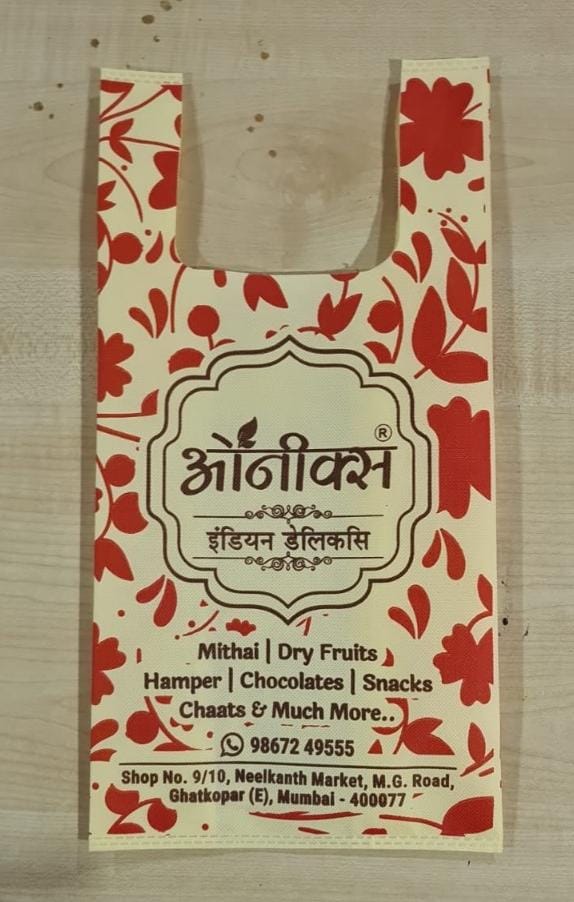 ओनीक्स ®
इंडियन डेलिकसि
Mithai | Dry Fruits
Hamper | Chocolates | Snacks
Chaats & Much More..
98672 49555
Shop No. 9/10, Neelkanth Market, M.G. Road,
Ghatkopar (E), Mumbai - 400077